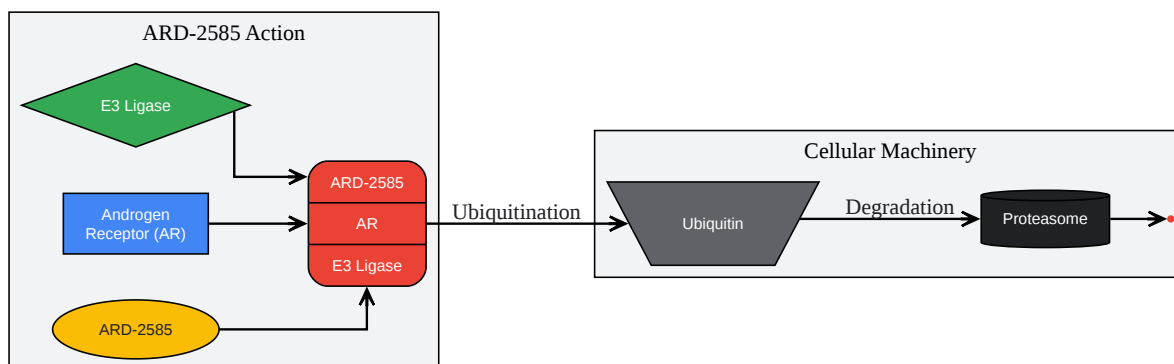 ARD-2585 Action
E3 Ligase
Androgen
Receptor (AR)
ARD-2585
ARD-2585
AR
E3 Ligase
Ubiquitination
Cellular Machinery
Ubiquitin
Degradation
Proteasome